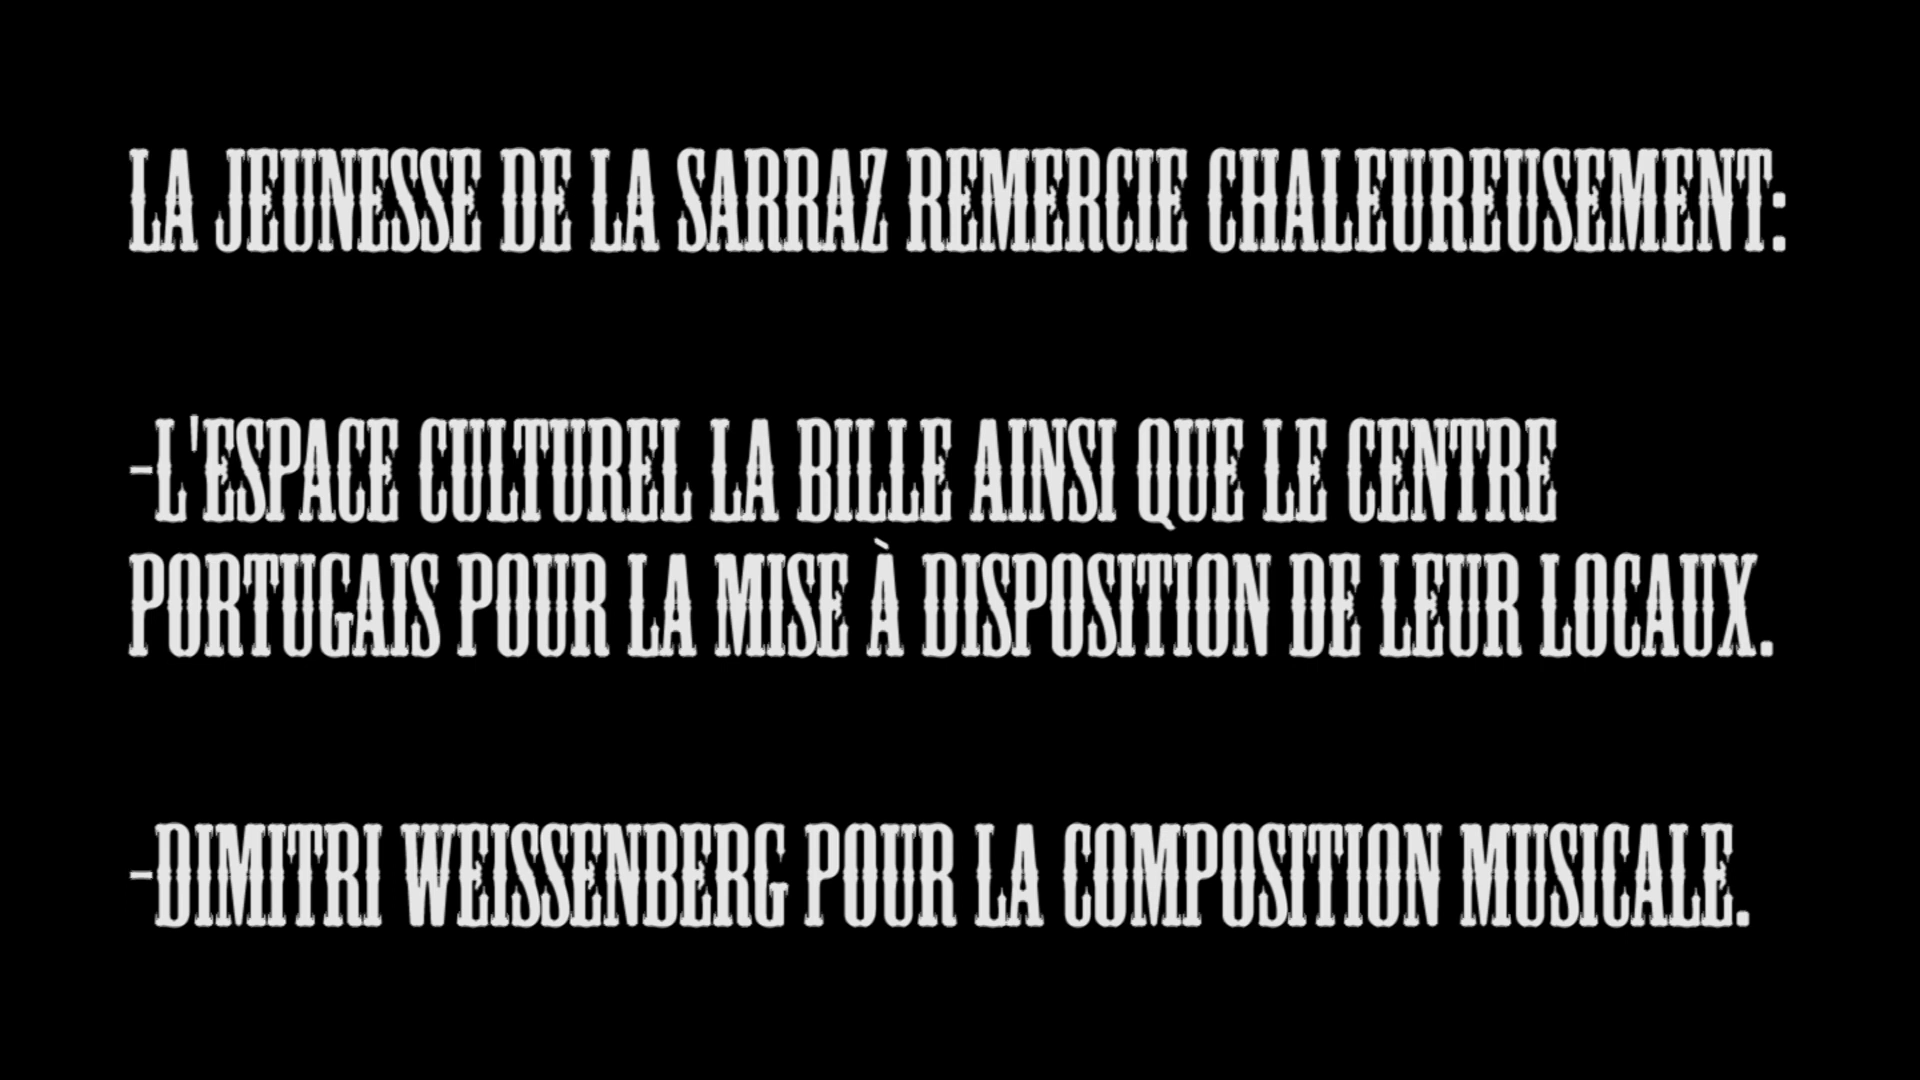 LA JEUNESSE DE LA SARRAZ REMERCIE CHALEUREUSEMENT:
-L'ESPACE CULTUREL LA BILLE AINSI QUE LE CENTRE
PORTUGAIS POUR LA MISE À DISPOSITION DE LEUR LOCAUX.
-DIMITRI WEISSENBERG POUR LA COMPOSITION MUSICALE.